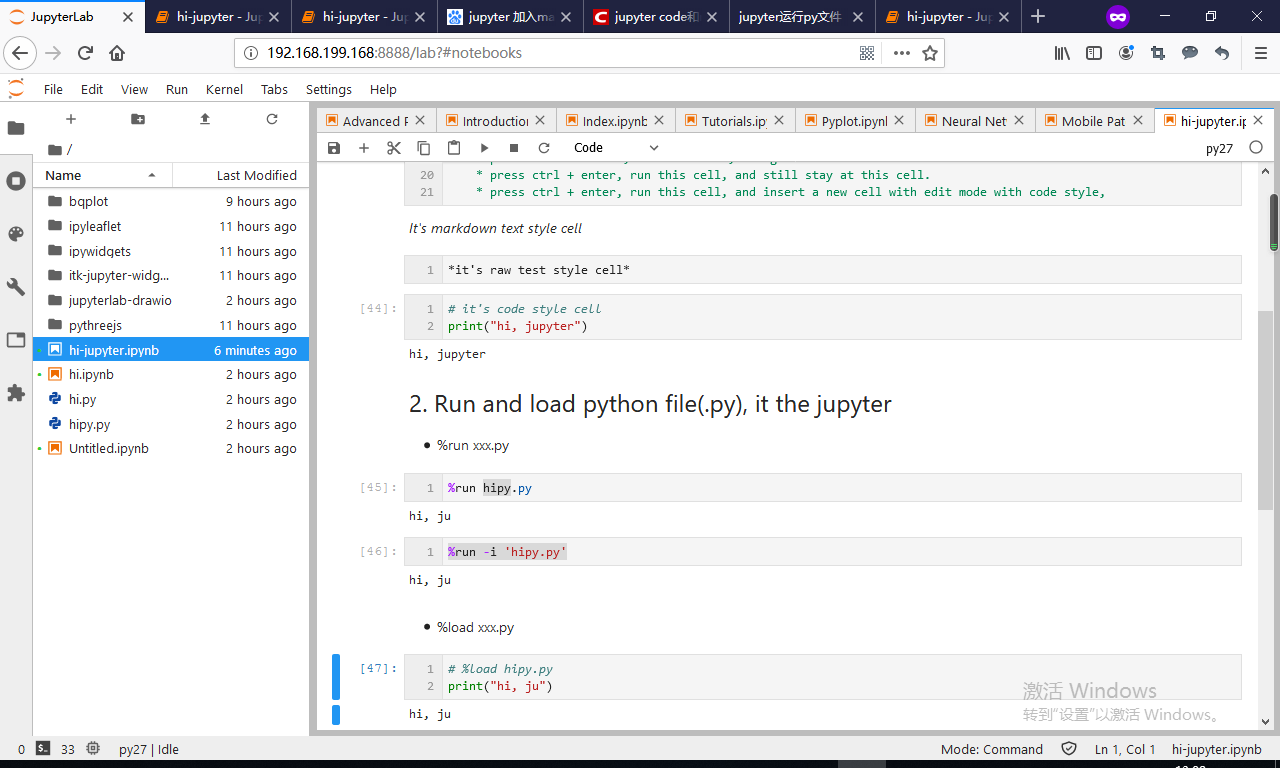 JupyterLab
hi-jupyter - Ju
hi-jupyter - Ju
jupyter 加入ma
jupyter code和
jupyter运行py文件
hi-jupyter - Ju
192.168.199.168:8888/lab?#notebooks
File Edit View Run Kernel Tabs Settings Help
Advanced P
Introduction
Index.ipynb
Tutorials.ip
Pyplot.ipynb
Neural Net
Mobile Pat
hi-jupyter.i
Code
py27
/
Name Last Modified
bqplot 9 hours ago
ipyleaflet 11 hours ago
ipywidgets 11 hours ago
itk-jupyter-widg... 11 hours ago
jupyterlab-drawio 2 hours ago
pythreejs 11 hours ago
hi-jupyter.ipynb 6 minutes ago
hi.ipynb 2 hours ago
hi.py 2 hours ago
hipy.py 2 hours ago
Untitled.ipynb 2 hours ago
20 * press ctrl + enter, run this cell, and still stay at this cell.
21 * press ctrl + enter, run this cell, and insert a new cell with edit mode with code style,
It's markdown text style cell
1 *it's raw test style cell*
[44]: 1 # it's code style cell
2 print("hi, jupyter")
hi, jupyter
2. Run and load python file(.py), it the jupyter
• %run xxx.py
[45]: 1 %run hipy.py
hi, ju
[46]: 1 %run -i 'hipy.py'
hi, ju
• %load xxx.py
[47]: 1 # %load hipy.py
2 print("hi, ju")
hi, ju
激活 Windows
转到"设置"以激活 Windows。
0 33 py27 | Idle Mode: Command Ln 1, Col 1 hi-jupyter.ipynb